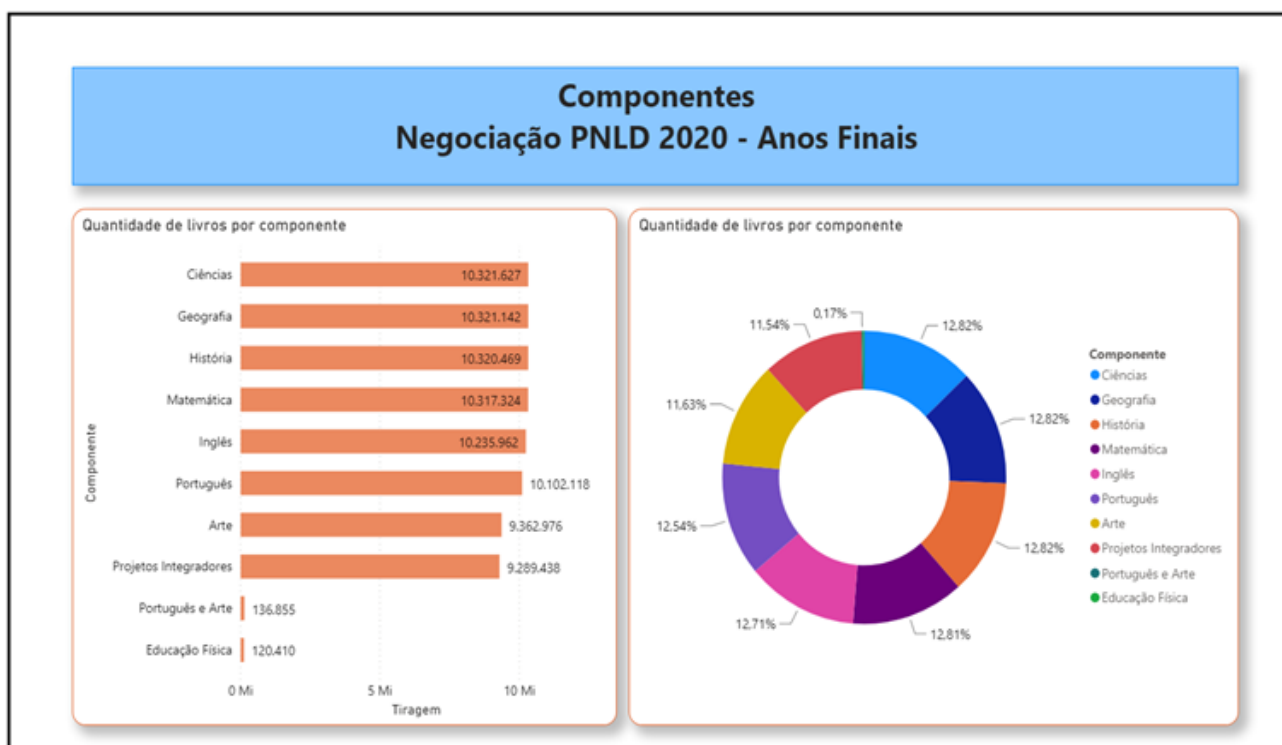 Componentes
Negociação PNLD 2020 - Anos Finais
Quantidade de livros por componente
Componente
Ciências 10.321.627
Geografia 10.321.142
História 10.320.469
Matemática 10.317.324
Inglês 10.235.962
Português 10.102.118
Arte 9.362.976
Projetos Integradores 9.289.438
Português e Arte 136.855
Educação Física 120.410
0 Mi 5 Mi 10 Mi
Tiragem
Quantidade de livros por componente
0,17%
12,82%
12,82%
12,82%
12,81%
12,71%
12,54%
11,63%
11,54%
Componente
Ciências
Geografia
História
Matemática
Inglês
Português
Arte
Projetos Integradores
Português e Arte
Educação Física